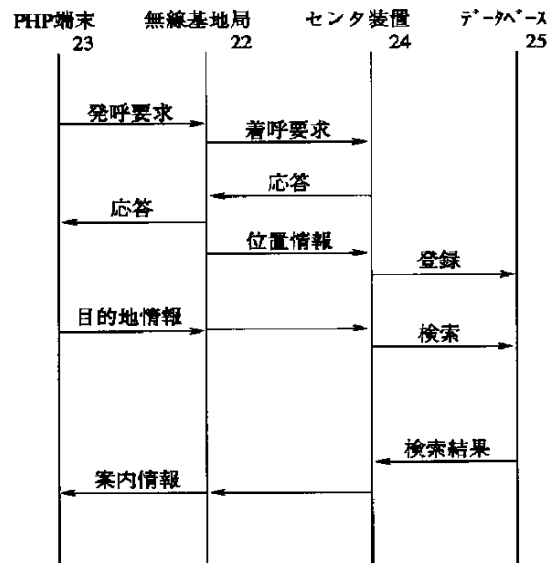 PHP端末 無線基地局 センタ装置 データベース
23 22 24 25
発呼要求
着呼要求
応答
応答
位置情報
登録
目的地情報
検索
検索結果
案内情報